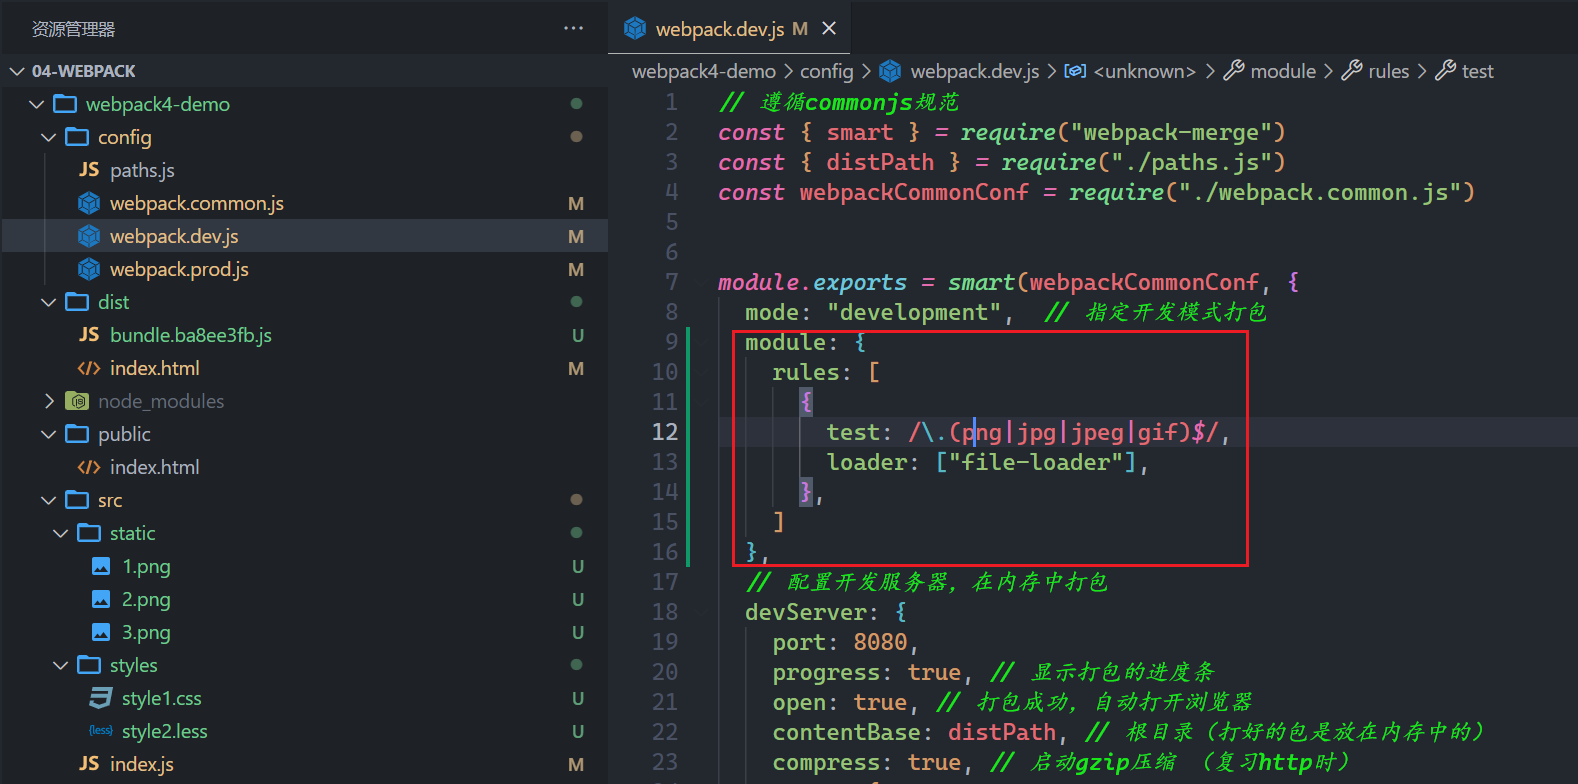 资源管理器
···
04-WEBPACK
webpack4-demo
config
JS paths.js
webpack.common.js M
webpack.dev.js M
webpack.prod.js M
dist
JS bundle.ba8ee3fb.js U
</> index.html M
node_modules
public
</> index.html
src
static
1.png U
2.png U
3.png U
styles
style1.css U
{less} style2.less U
JS index.js M
webpack.dev.js M
webpack4-demo > config > webpack.dev.js > <unknown> > module > rules > test
1 // 遵循commonjs规范
2 const { smart } = require("webpack-merge")
3 const { distPath } = require("./paths.js")
4 const webpackCommonConf = require("./webpack.common.js")
5
6
7 module.exports = smart(webpackCommonConf, {
8 mode: "development", // 指定开发模式打包
9 module: {
10 rules: [
11 {
12 test: /\.(png|jpg|jpeg|gif)$/,
13 loader: ["file-loader"],
14 },
15 ]
16 },
17 // 配置开发服务器，在内存中打包
18 devServer: {
19 port: 8080,
20 progress: true, // 显示打包的进度条
21 open: true, // 打包成功，自动打开浏览器
22 contentBase: distPath, // 根目录（打好的包是放在内存中的）
23 compress: true, // 启动gzip压缩 （复习http时）